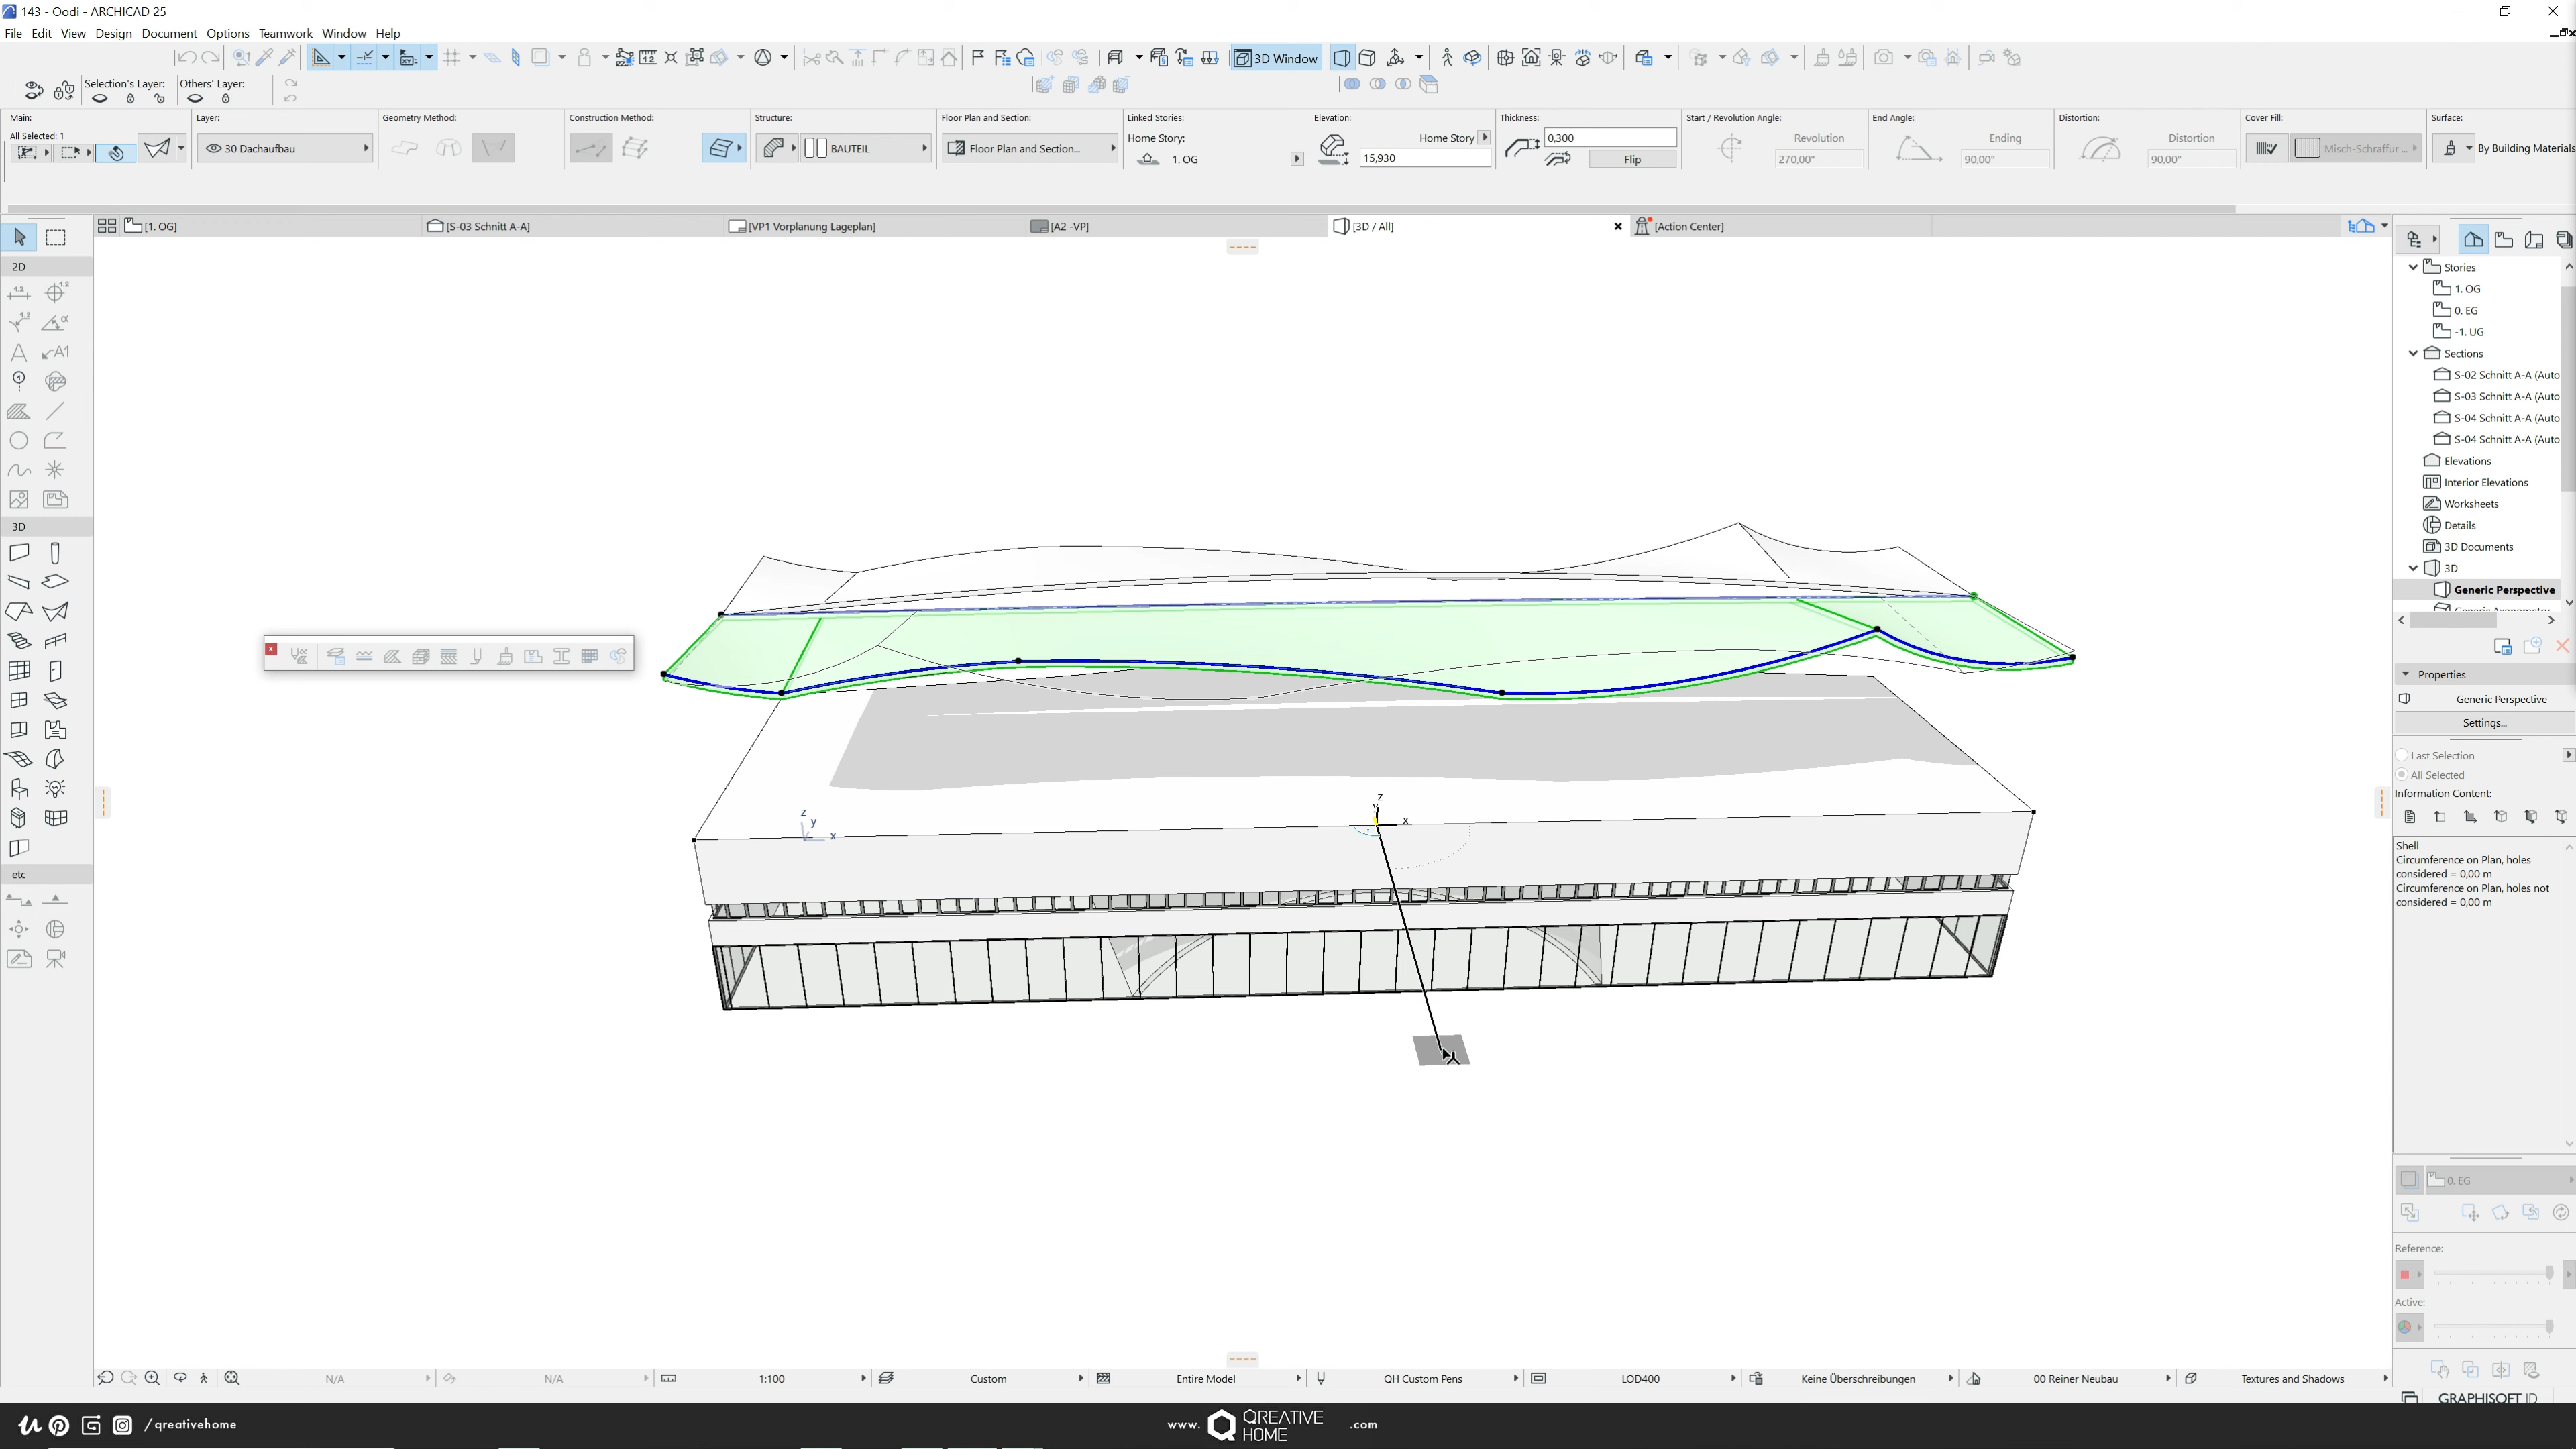 143 - Oodi - ARCHICAD 25
File Edit View Design Document Options Teamwork Window Help
3D Window
Selection's Layer: Others' Layer:
Main: Layer: Geometry Method: Construction Method: Structure: Floor Plan and Section: Linked Stories: Elevation: Thickness: Start / Revolution Angle: End Angle: Distortion: Cover Fill: Surface:
All Selected: 1
Home Story: Home Story 0,300 Revolution Ending Distortion
30 Dachaufbau BAUTEIL Floor Plan and Section... 1. OG 15,930 Flip 270,00° 90,00° 90,00° Misch-Schraffur ... By Building Materials
[1. OG] [S-03 Schnitt A-A] [VP1 Vorplanung Lageplan] [A2 -VP] [3D / All] [Action Center]
2D
3D
etc
Stories
1. OG
0. EG
-1. UG
Sections
S-02 Schnitt A-A (Auto
S-03 Schnitt A-A (Auto
S-04 Schnitt A-A (Auto
S-04 Schnitt A-A (Auto
Elevations
Interior Elevations
Worksheets
Details
3D Documents
3D
Generic Perspective
Generic Axonometry
Properties
Generic Perspective
Settings...
Last Selection
All Selected
Information Content:
Shell
Circumference on Plan, holes
considered = 0,00 m
Circumference on Plan, holes not
considered = 0,00 m
0. EG
Reference:
Active:
z y x
z y x
N/A N/A 1:100 Custom Entire Model QH Custom Pens LOD400 Keine Überschreibungen 00 Reiner Neubau Textures and Shadows
GRAPHISOFT ID
/qreativehome
www. QREATIVE HOME .com